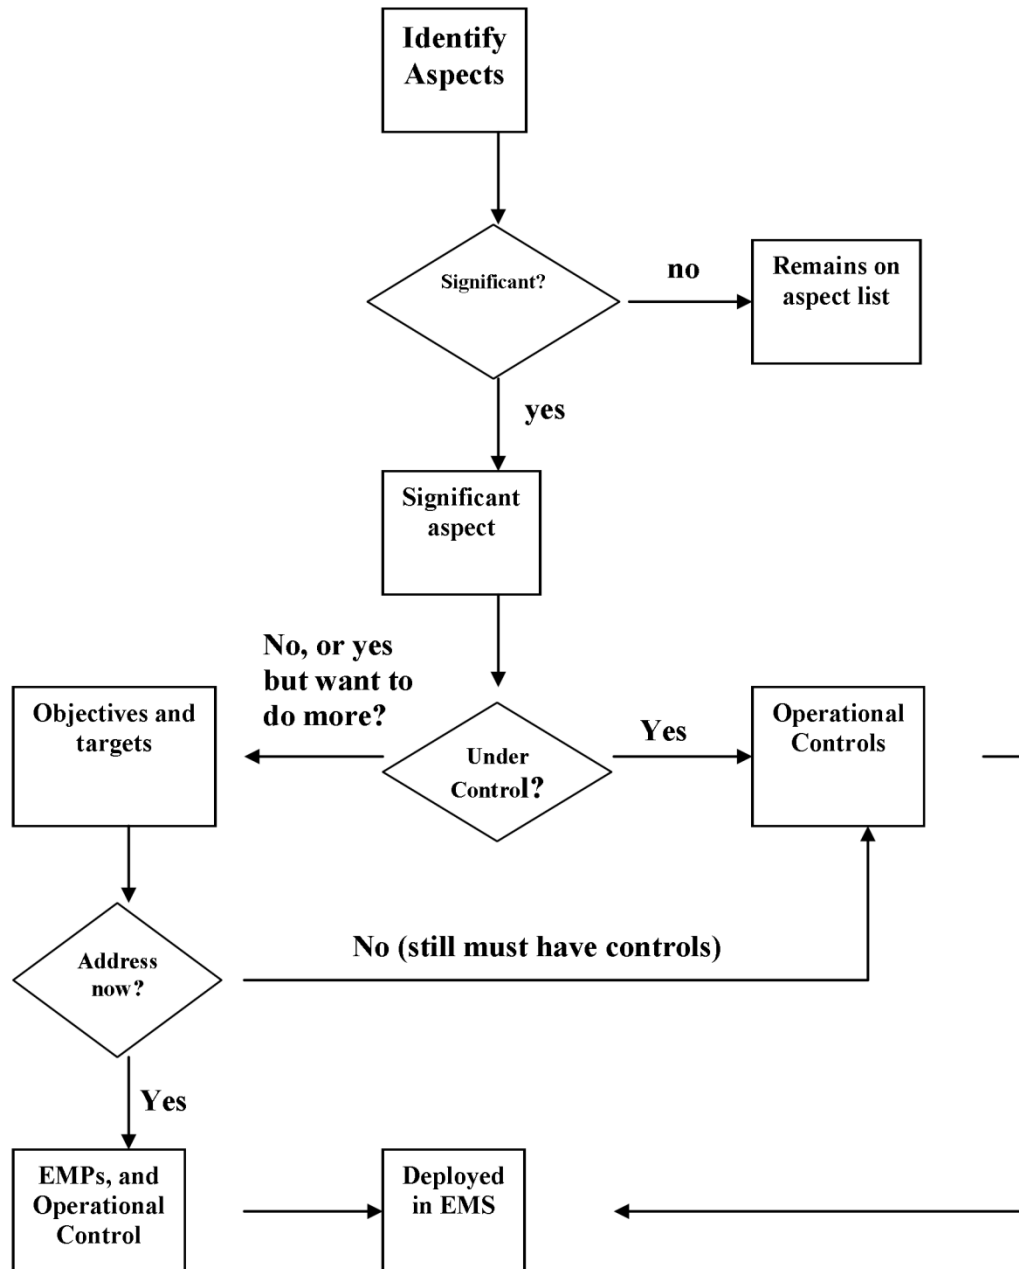 Identify
Aspects
Significant?
no
Remains on
aspect list
yes
Significant
aspect
No, or yes
but want to
do more?
Objectives and
targets
Under
Control?
Yes
Operational
Controls
Address
now?
No (still must have controls)
Yes
EMPs, and
Operational
Control
Deployed
in EMS